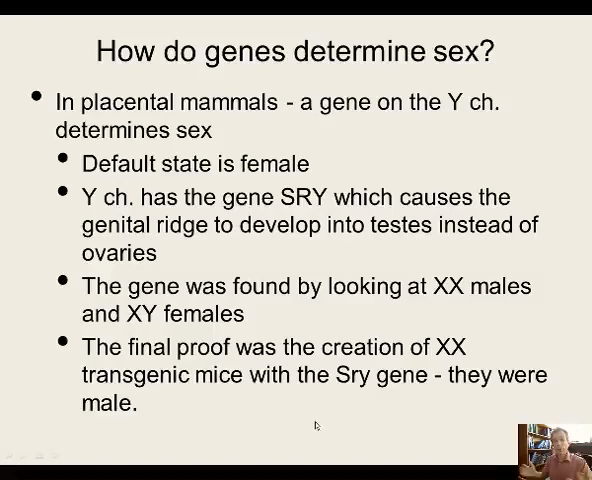 How do genes determine sex?
• In placental mammals - a gene on the Y ch.
determines sex
• Default state is female
• Y ch. has the gene SRY which causes the
genital ridge to develop into testes instead of
ovaries
• The gene was found by looking at XX males
and XY females
• The final proof was the creation of XX
transgenic mice with the Sry gene - they were
male.